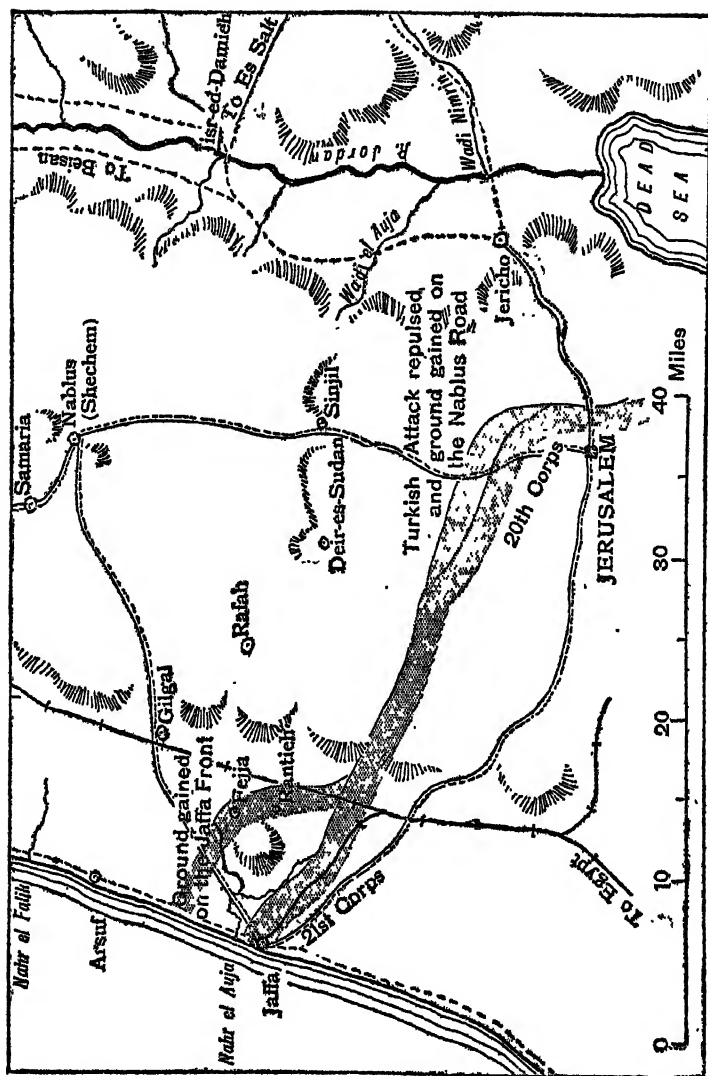 Nahr el Falik
Arsuf
Samaria
Nablus
(Shechem)
To Beisan
ist-ed-Damieh
To Es Salt
Gilgal
Ground gained
on the Jaffa Front
Fejja
Rantieh
Rafah
Deir-es-Sudan
Sinjil
Wadi el Auja
R. Jordan
Wadi Nimrin
Nahr el Auja
Jaffa
21st Corps
Turkish Attack repulsed,
and ground gained on
the Nablus Road
Jericho
20th Corps
JERUSALEM
DEAD
SEA
To Egypt
0 10 20 30 40 Miles